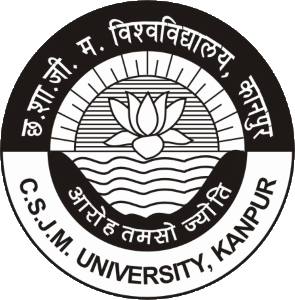 छ.शा.जी. म. विश्वविद्यालय, कानपुर
आरोह तमसो ज्योति
C.S.J.M. UNIVERSITY, KANPUR